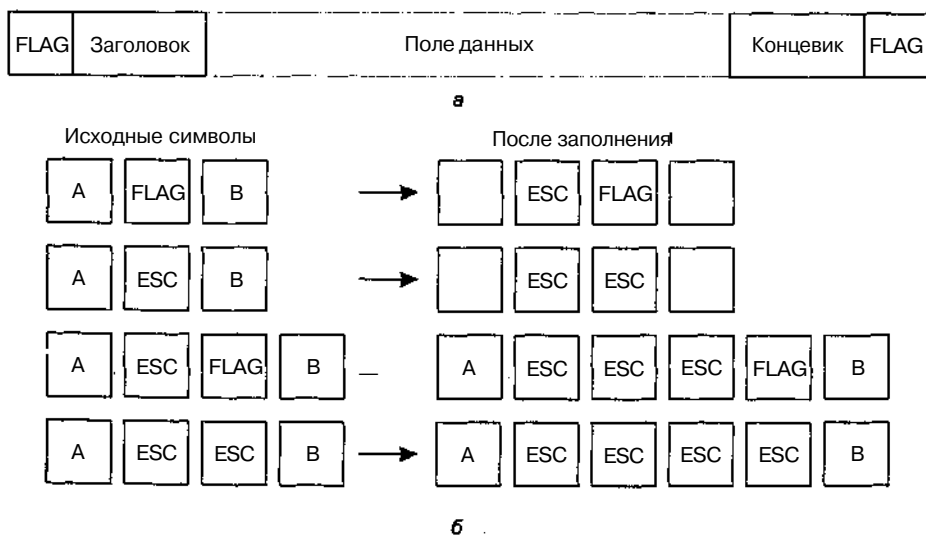 FLAG Заголовок Поле данных Концевик FLAG
а
Исходные символы После заполнения
A FLAG B ESC FLAG
A ESC B ESC ESC
A ESC FLAG B A ESC ESC ESC FLAG B
A ESC ESC B A ESC ESC ESC ESC B
б